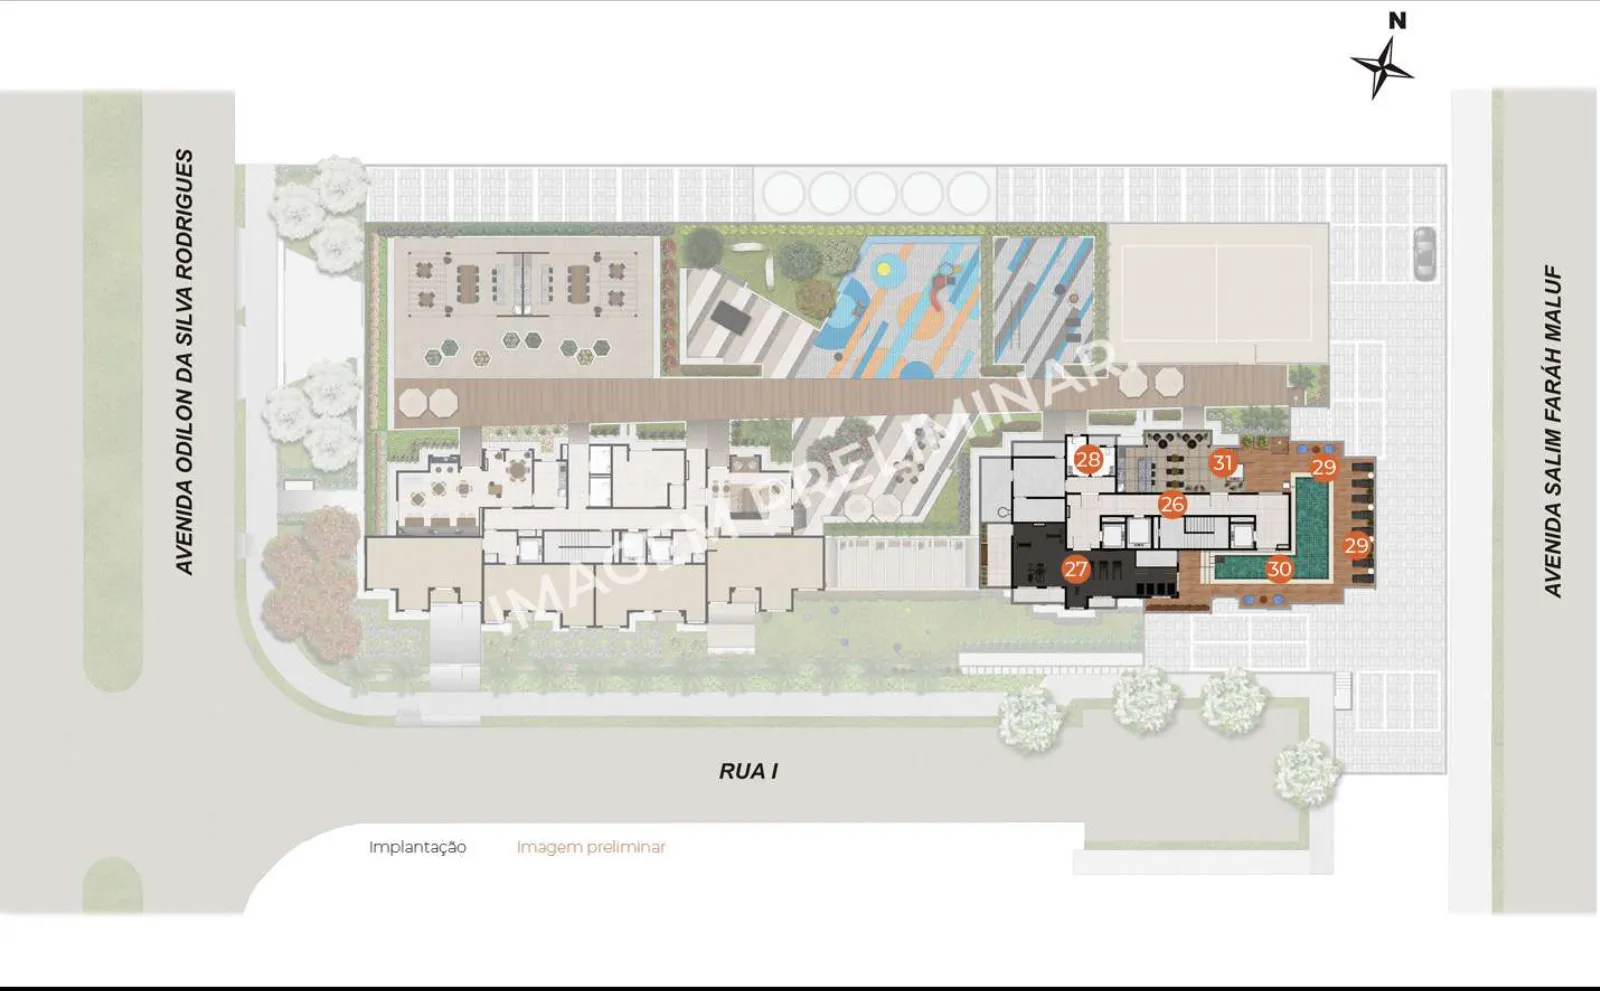 N
AVENIDA ODILON DA SILVA RODRIGUES
AVENIDA SALIM FARÁH MALUF
IMAGEM PRELIMINAR.
28
31
29
26
29
27
30
RUA I
Implantação
Imagem preliminar